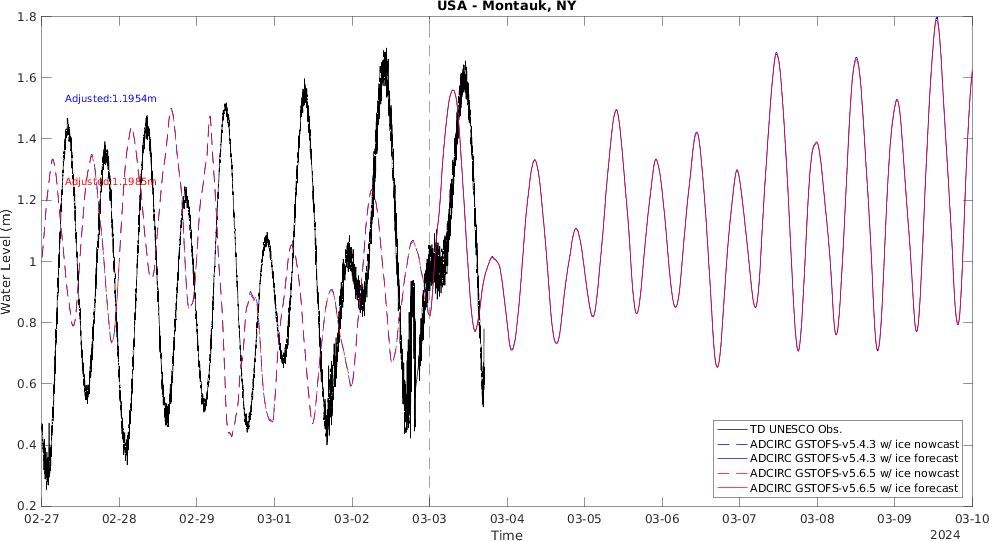 USA - Montauk, NY
1.8
1.6
1.4
1.2
1
0.8
0.6
0.4
0.2
Water Level (m)
Adjusted:1.1954m
Adjusted:1.1985m
TD UNESCO Obs.
ADCIRC GSTOFS-v5.4.3 w/ ice nowcast
ADCIRC GSTOFS-v5.4.3 w/ ice forecast
ADCIRC GSTOFS-v5.6.5 w/ ice nowcast
ADCIRC GSTOFS-v5.6.5 w/ ice forecast
02-27 02-28 02-29 03-01 03-02 03-03 03-04 03-05 03-06 03-07 03-08 03-09 03-10
Time
2024